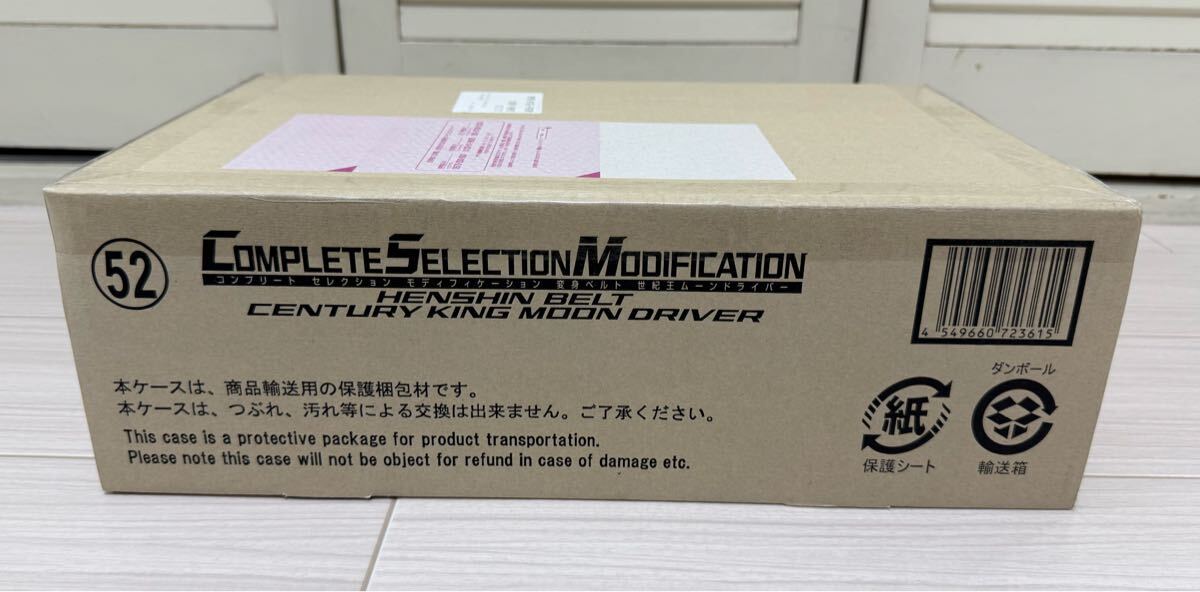 52
COMPLETE SELECTION MODIFICATION
コンプリート セレクション モディフィケーション 変身ベルト 世紀王ムーンドライバー
HENSHIN BELT
CENTURY KING MOON DRIVER
4 549660 723615
本ケースは、商品輸送用の保護梱包材です。
本ケースは、つぶれ、汚れ等による交換は出来ません。ご了承ください。
This case is a protective package for product transportation.
Please note this case will not be object for refund in case of damage etc.
紙
保護シート
ダンボール
輸送箱